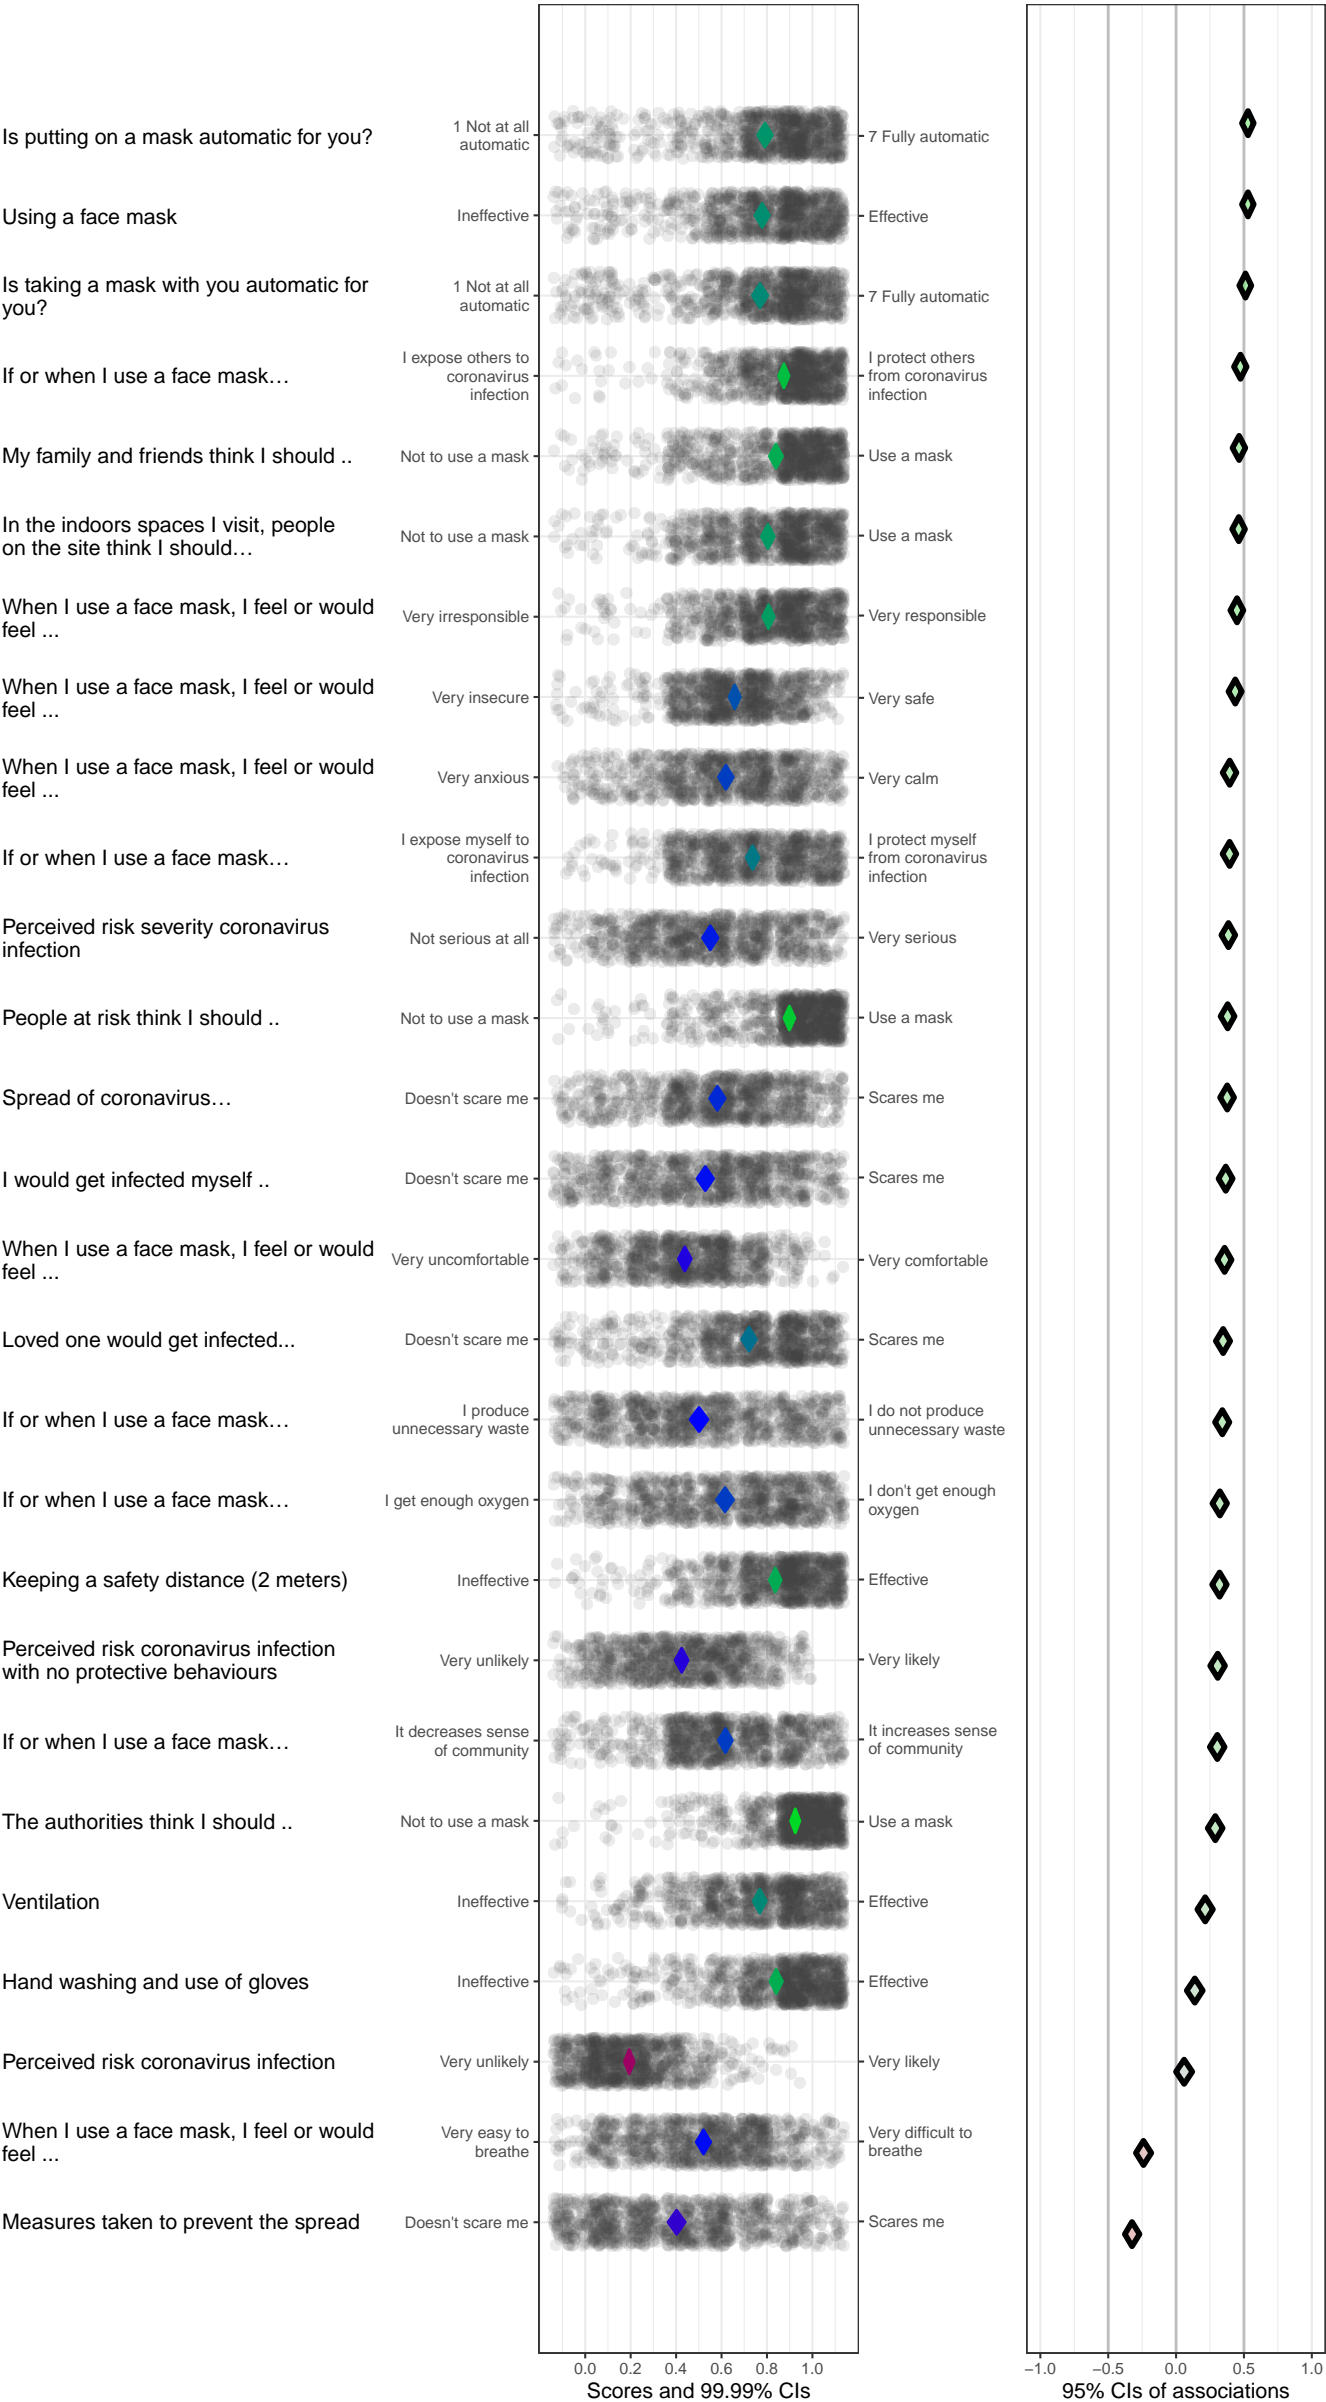 Is putting on a mask automatic for you?
1 Not at all
automatic
7 Fully automatic
Using a face mask
Ineffective
Effective
Is taking a mask with you automatic for
you?
1 Not at all
automatic
7 Fully automatic
If or when I use a face mask…
I expose others to
coronavirus
infection
I protect others
from coronavirus
infection
My family and friends think I should ..
Not to use a mask
Use a mask
In the indoors spaces I visit, people
on the site think I should…
Not to use a mask
Use a mask
When I use a face mask, I feel or would
feel ...
Very irresponsible
Very responsible
When I use a face mask, I feel or would
feel ...
Very insecure
Very safe
When I use a face mask, I feel or would
feel ...
Very anxious
Very calm
If or when I use a face mask…
I expose myself to
coronavirus
infection
I protect myself
from coronavirus
infection
Perceived risk severity coronavirus
infection
Not serious at all
Very serious
People at risk think I should ..
Not to use a mask
Use a mask
Spread of coronavirus…
Doesn't scare me
Scares me
I would get infected myself ..
Doesn't scare me
Scares me
When I use a face mask, I feel or would
feel ...
Very uncomfortable
Very comfortable
Loved one would get infected...
Doesn't scare me
Scares me
If or when I use a face mask…
I produce
unnecessary waste
I do not produce
unnecessary waste
If or when I use a face mask…
I get enough oxygen
I don't get enough
oxygen
Keeping a safety distance (2 meters)
Ineffective
Effective
Perceived risk coronavirus infection
with no protective behaviours
Very unlikely
Very likely
If or when I use a face mask…
It decreases sense
of community
It increases sense
of community
The authorities think I should ..
Not to use a mask
Use a mask
Ventilation
Ineffective
Effective
Hand washing and use of gloves
Ineffective
Effective
Perceived risk coronavirus infection
Very unlikely
Very likely
When I use a face mask, I feel or would
feel ...
Very easy to
breathe
Very difficult to
breathe
Measures taken to prevent the spread
Doesn't scare me
Scares me
0.0 0.2 0.4 0.6 0.8 1.0
Scores and 99.99% CIs
−1.0 −0.5 0.0 0.5 1.0
95% CIs of associations